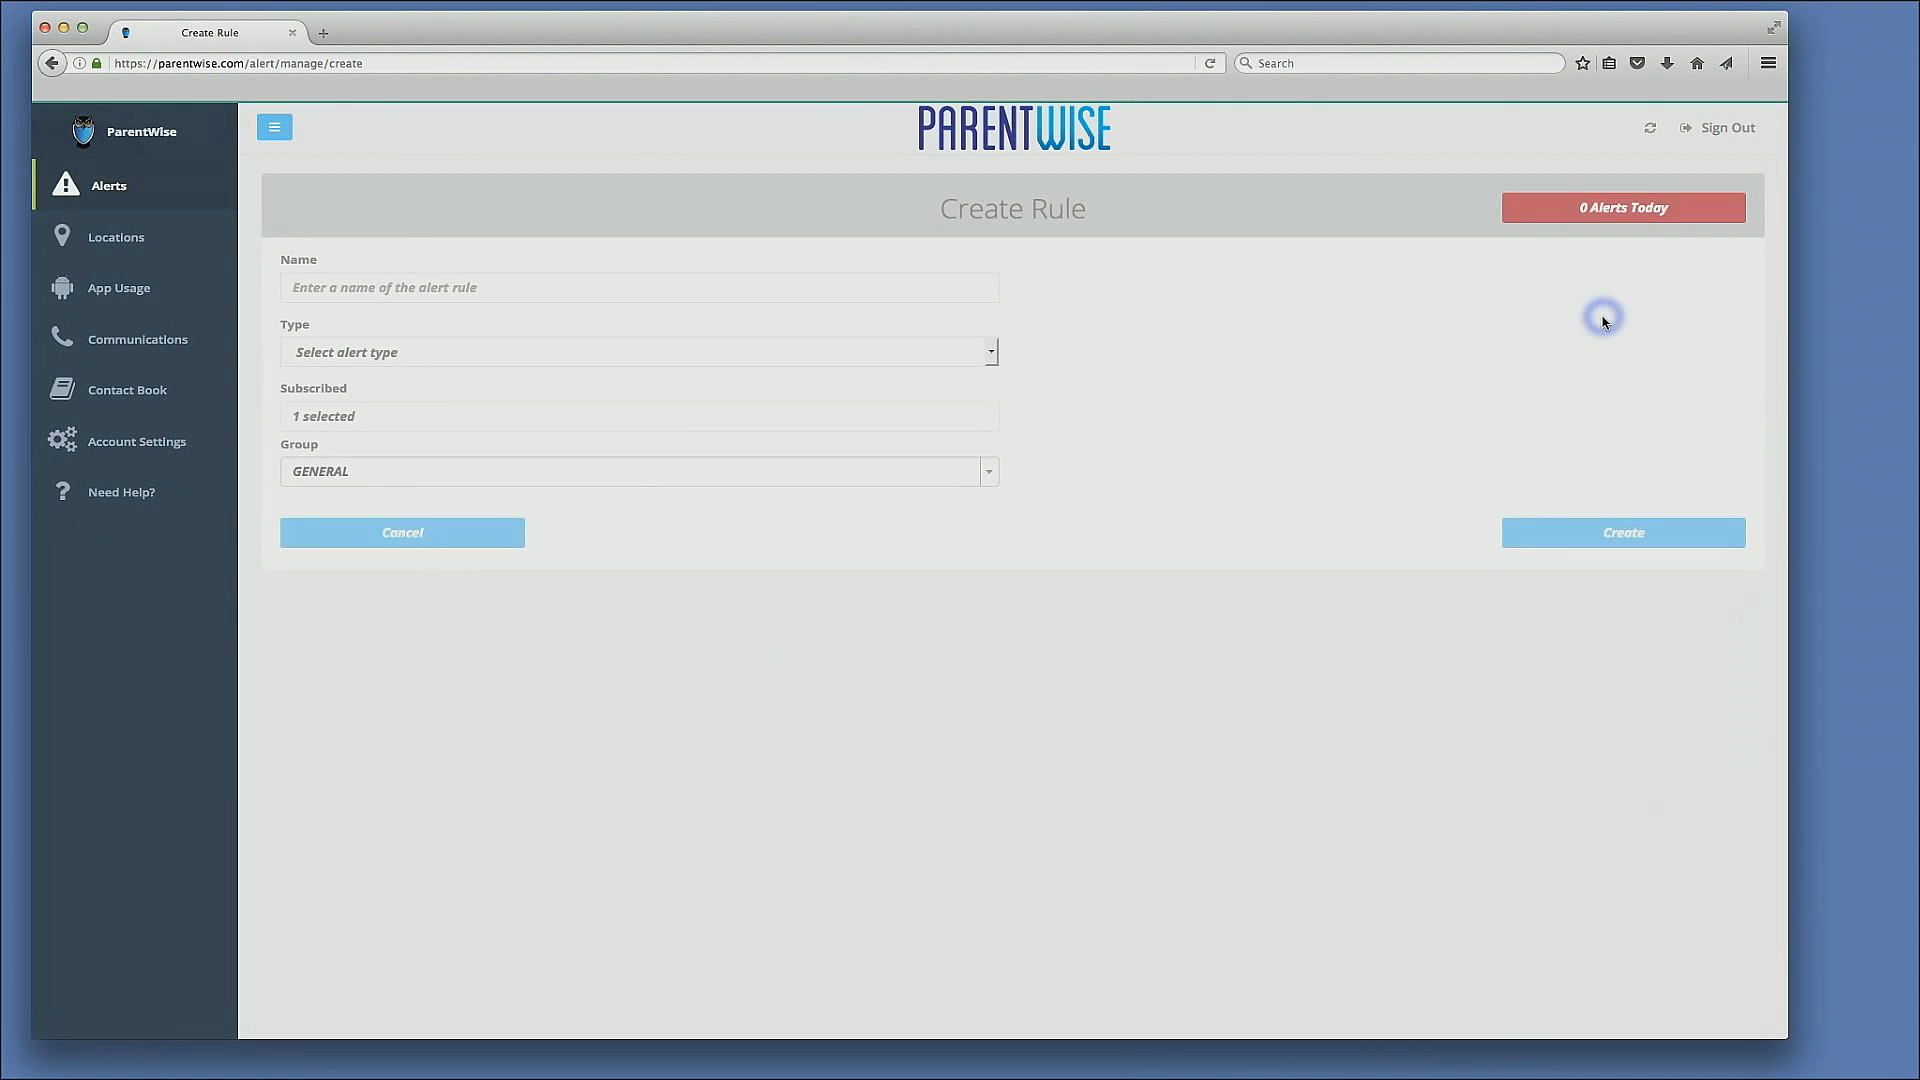 Create Rule
https://parentwise.com/alert/manage/create
Search
ParentWise
PARENTWISE
Sign Out
Alerts
Locations
App Usage
Communications
Contact Book
Account Settings
Need Help?
Create Rule
0 Alerts Today
Name
Enter a name of the alert rule
Type
Select alert type
Subscribed
1 selected
Group
GENERAL
Cancel
Create